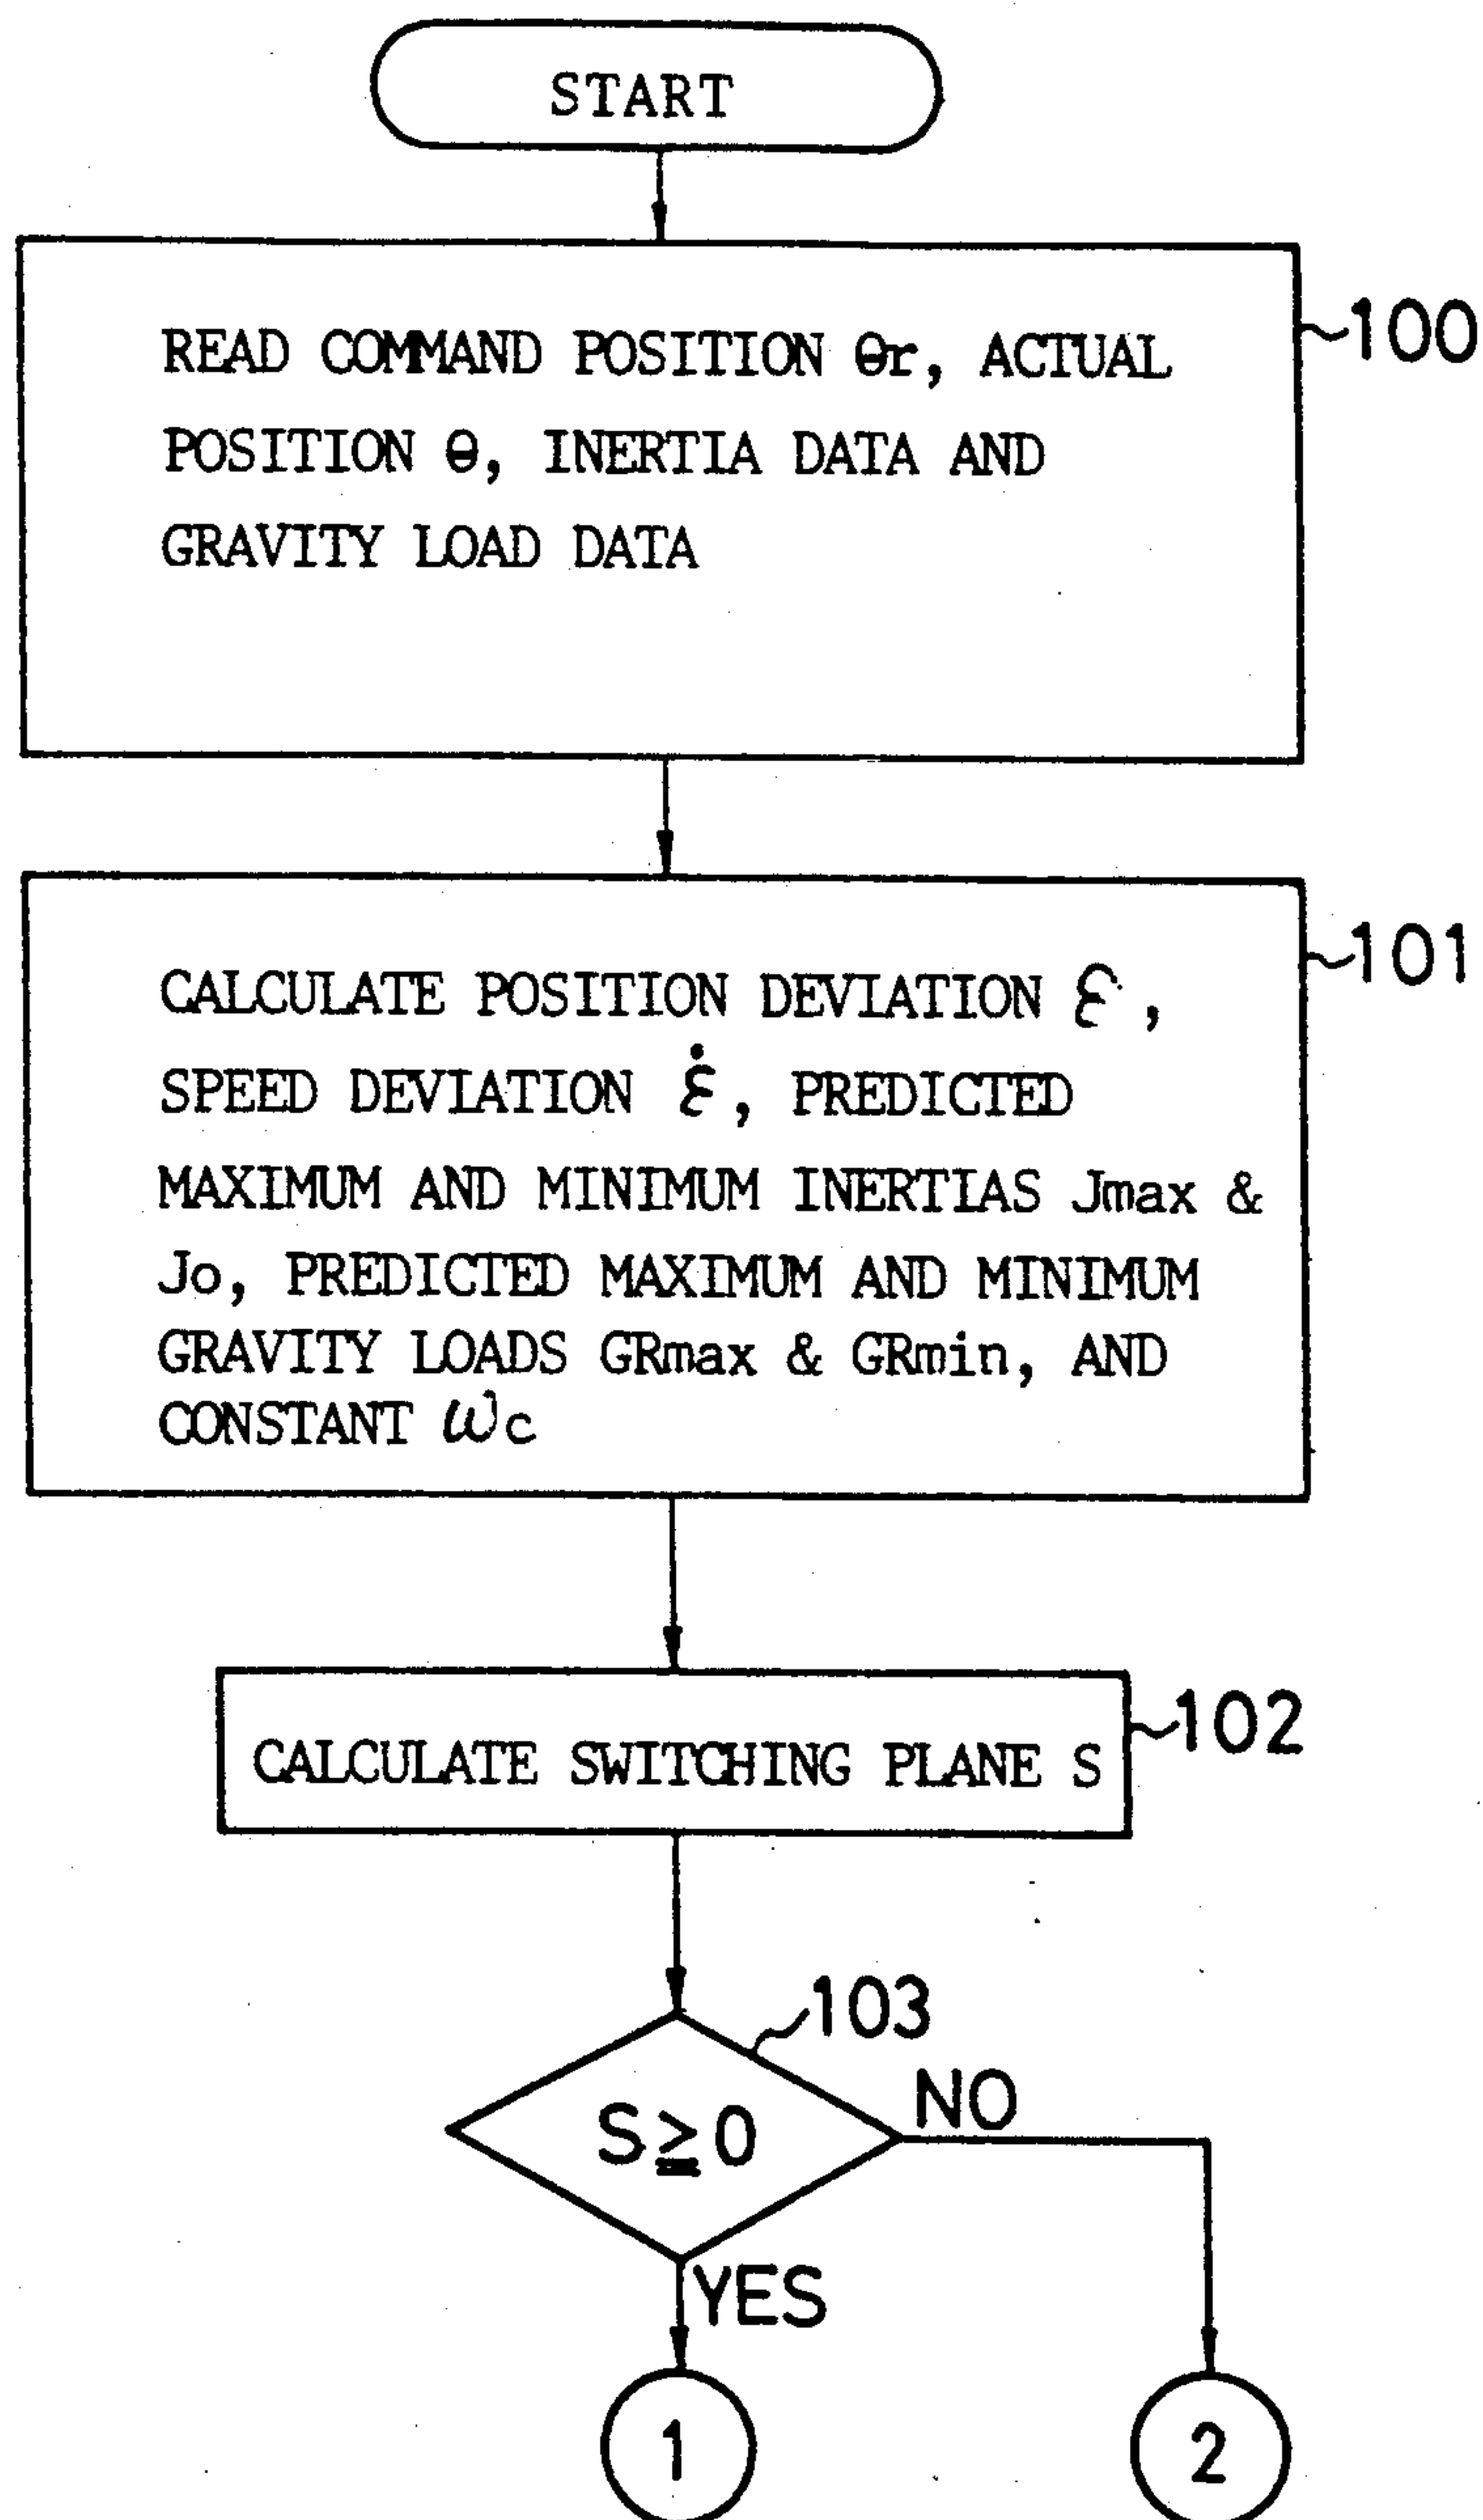 START
READ COMMAND POSITION θr, ACTUAL
100
POSITION θ, INERTIA DATA AND
GRAVITY LOAD DATA
CALCULATE POSITION DEVIATION ε,
101
SPEED DEVIATION ε̇, PREDICTED
MAXIMUM AND MINIMUM INERTIAS Jmax &
Jo, PREDICTED MAXIMUM AND MINIMUM
GRAVITY LOADS GRmax & GRmin, AND
CONSTANT ωc
CALCULATE SWITCHING PLANE S
102
103
S≧0
NO
YES
1
2